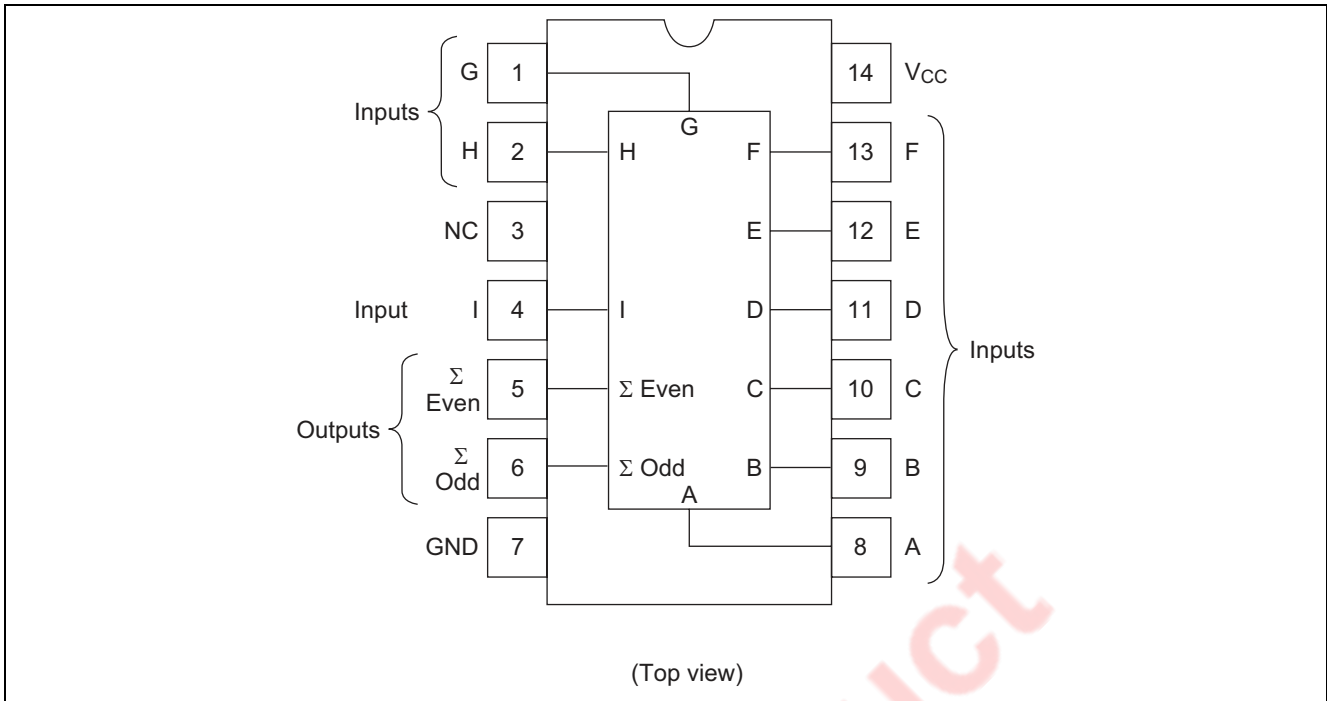 G 1 G 14 VCC
Inputs
H 2 H F 13 F
NC 3 E 12 E
Input I 4 I D 11 D
Inputs
Σ
Even 5 Σ Even C 10 C
Outputs
Σ
Odd 6 Σ Odd B 9 B
A
GND 7 8 A
(Top view)